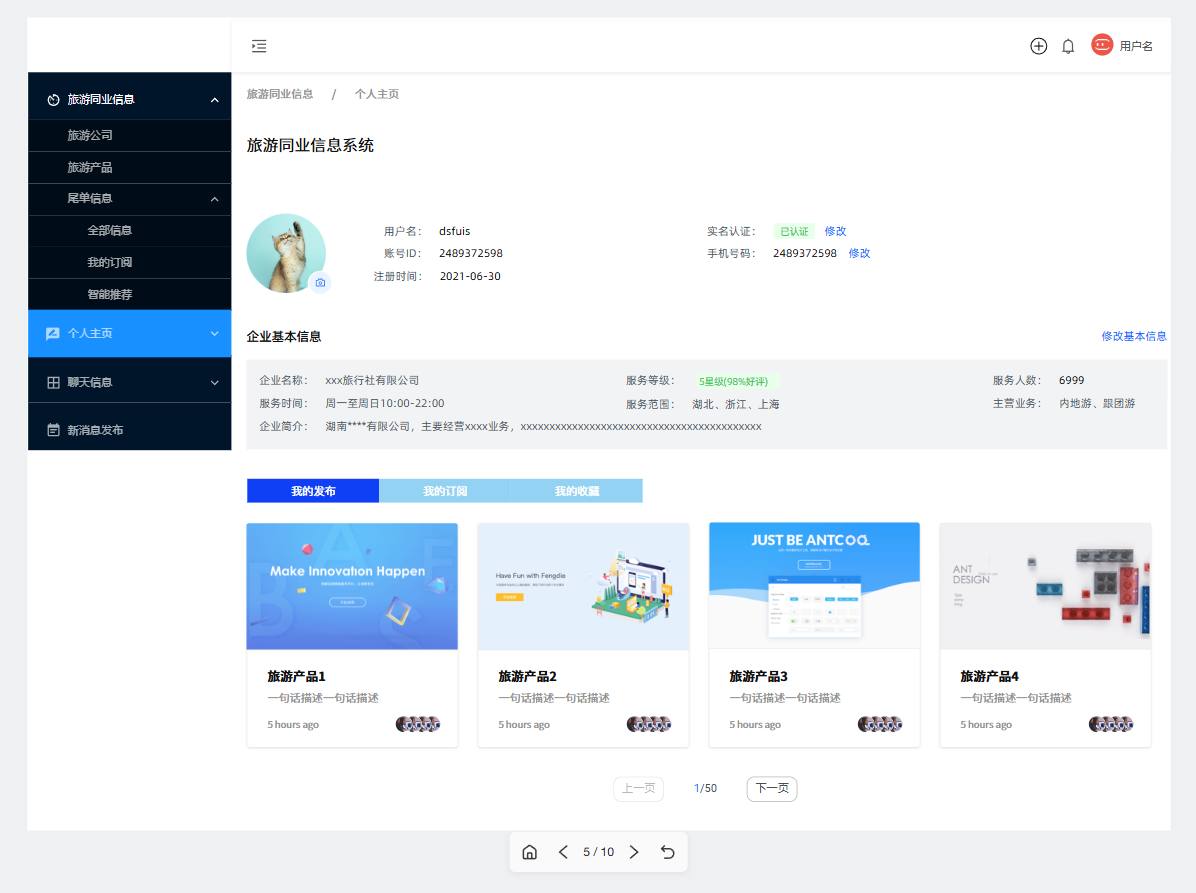 用户名
旅游同业信息
旅游公司
旅游产品
尾单信息
全部信息
我的订阅
智能推荐
个人主页
聊天信息
新消息发布
旅游同业信息 / 个人主页
旅游同业信息系统
用户名： dsfuis
账号ID： 2489372598
注册时间： 2021-06-30
实名认证： 已认证 修改
手机号码： 2489372598 修改
企业基本信息
修改基本信息
企业名称： xxx旅行社有限公司
服务等级： 5星级(98%好评)
服务人数： 6999
服务时间： 周一至周日10:00-22:00
服务范围： 湖北、浙江、上海
主营业务： 内地游、跟团游
企业简介： 湖南****有限公司，主要经营xxxx业务，xxxxxxxxxxxxxxxxxxxxxxxxxxxxxxxxxxxxxxxxxx
我的发布 我的订阅 我的收藏
Make Innovation Happen
Have Fun with Fengdie
JUST BE ANTCOOL
ANT
DESIGN
旅游产品1
一句话描述一句话描述
5 hours ago
旅游产品2
一句话描述一句话描述
5 hours ago
旅游产品3
一句话描述一句话描述
5 hours ago
旅游产品4
一句话描述一句话描述
5 hours ago
上一页 1/50 下一页
5 / 10